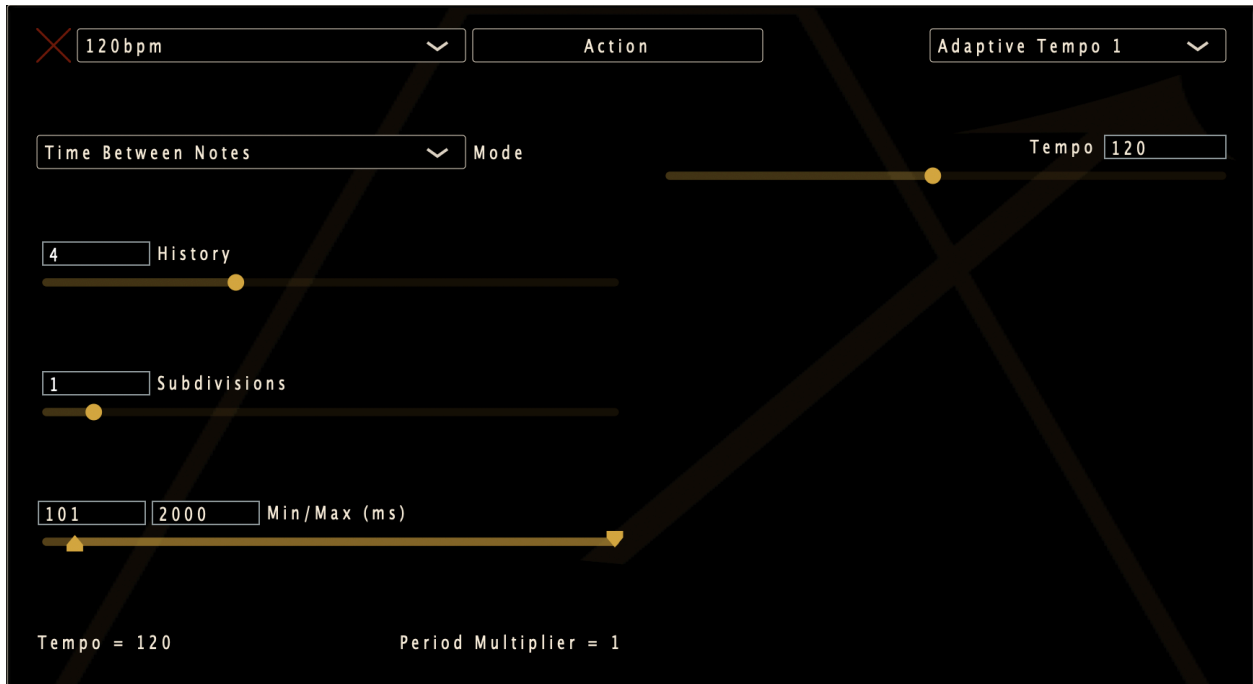 120bpm Action Adaptive Tempo 1
Time Between Notes Mode Tempo 120
4 History
1 Subdivisions
101 2000 Min/Max (ms)
Tempo = 120 Period Multiplier = 1